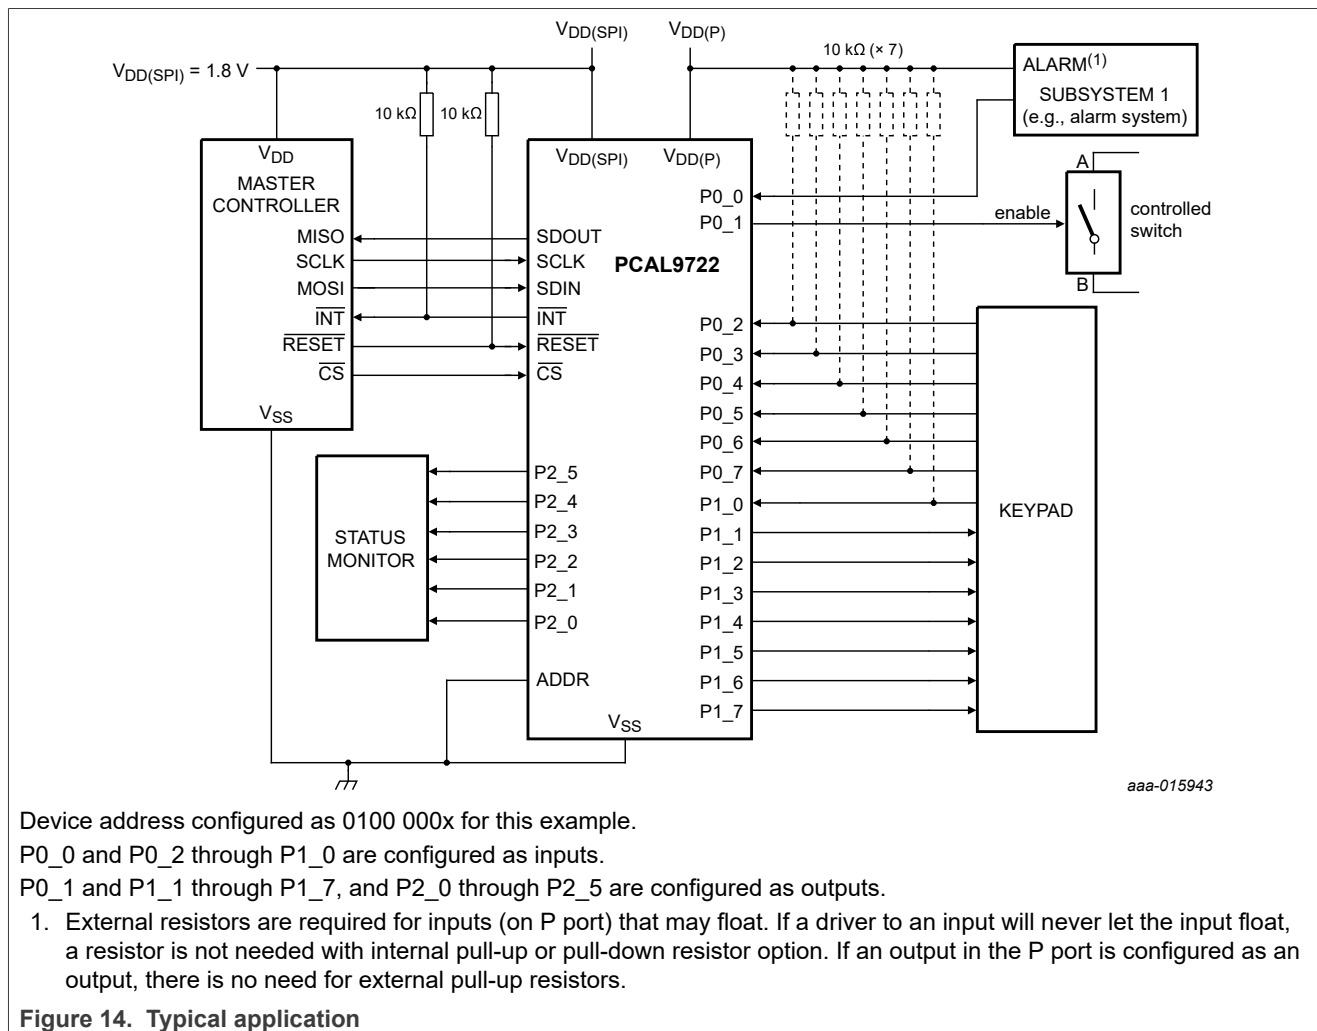 VDD(SPI)
VDD(P)
VDD(SPI) = 1.8 V
10 kΩ (× 7)
10 kΩ
10 kΩ
ALARM(1)
SUBSYSTEM 1
(e.g., alarm system)
VDD
MASTER
CONTROLLER
MISO
SCLK
MOSI
INT
RESET
CS
VSS
VDD(SPI)
VDD(P)
SDOUT
SCLK
SDIN
INT
RESET
CS
PCAL9722
P0_0
P0_1
enable
A
controlled
switch
B
P0_2
P0_3
P0_4
P0_5
P0_6
P0_7
P1_0
P1_1
P1_2
P1_3
P1_4
P1_5
P1_6
P1_7
KEYPAD
STATUS
MONITOR
P2_5
P2_4
P2_3
P2_2
P2_1
P2_0
ADDR
VSS
aaa-015943
Device address configured as 0100 000x for this example.
P0_0 and P0_2 through P1_0 are configured as inputs.
P0_1 and P1_1 through P1_7, and P2_0 through P2_5 are configured as outputs.
1. External resistors are required for inputs (on P port) that may float. If a driver to an input will never let the input float,
a resistor is not needed with internal pull-up or pull-down resistor option. If an output in the P port is configured as an
output, there is no need for external pull-up resistors.
Figure 14. Typical application